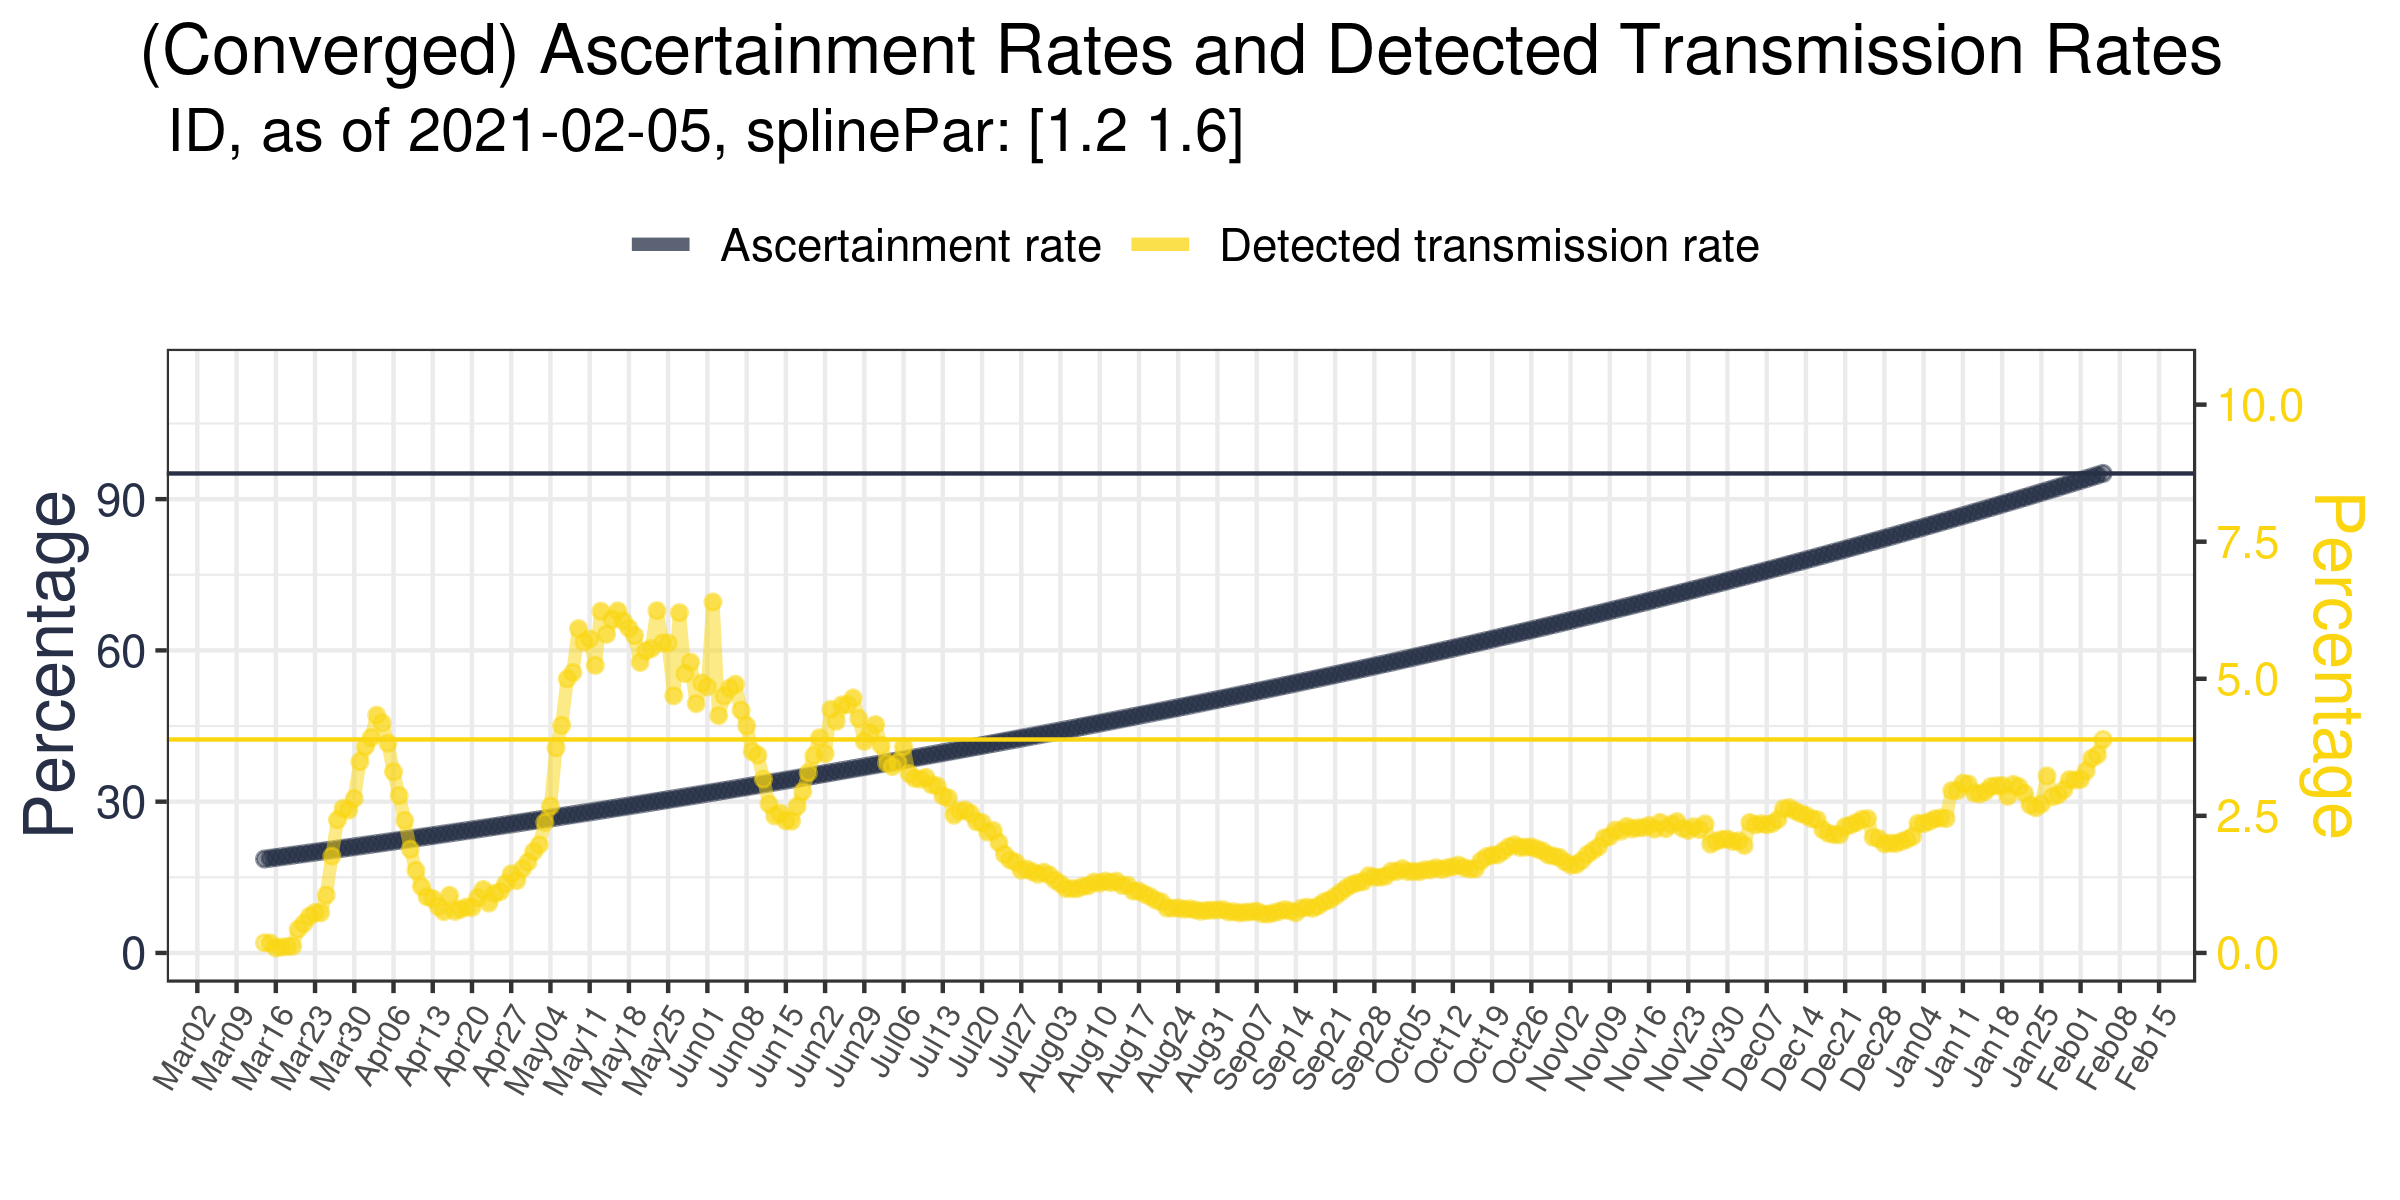 (Converged) Ascertainment Rates and Detected Transmission Rates
ID, as of 2021-02-05, splinePar: [1.2 1.6]
Ascertainment rate
Detected transmission rate
Percentage
90
60
30
0
10.0
7.5
5.0
2.5
0.0
Percentage
Mar02
Mar09
Mar16
Mar23
Mar30
Apr06
Apr13
Apr20
Apr27
May04
May11
May18
May25
Jun01
Jun08
Jun15
Jun22
Jun29
Jul06
Jul13
Jul20
Jul27
Aug03
Aug10
Aug17
Aug24
Aug31
Sep07
Sep14
Sep21
Sep28
Oct05
Oct12
Oct19
Oct26
Nov02
Nov09
Nov16
Nov23
Nov30
Dec07
Dec14
Dec21
Dec28
Jan04
Jan11
Jan18
Jan25
Feb01
Feb08
Feb15